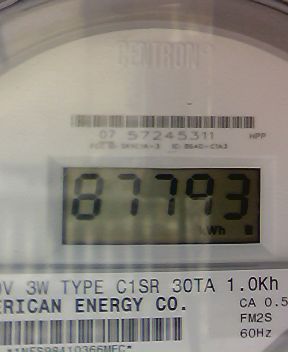 CENTRON
07 57245311 HPP
87793
kWh
0V 3W TYPE C1SR 30TA 1.0Kh
ERICAN ENERGY CO.
CA 0.5
FM2S
60Hz